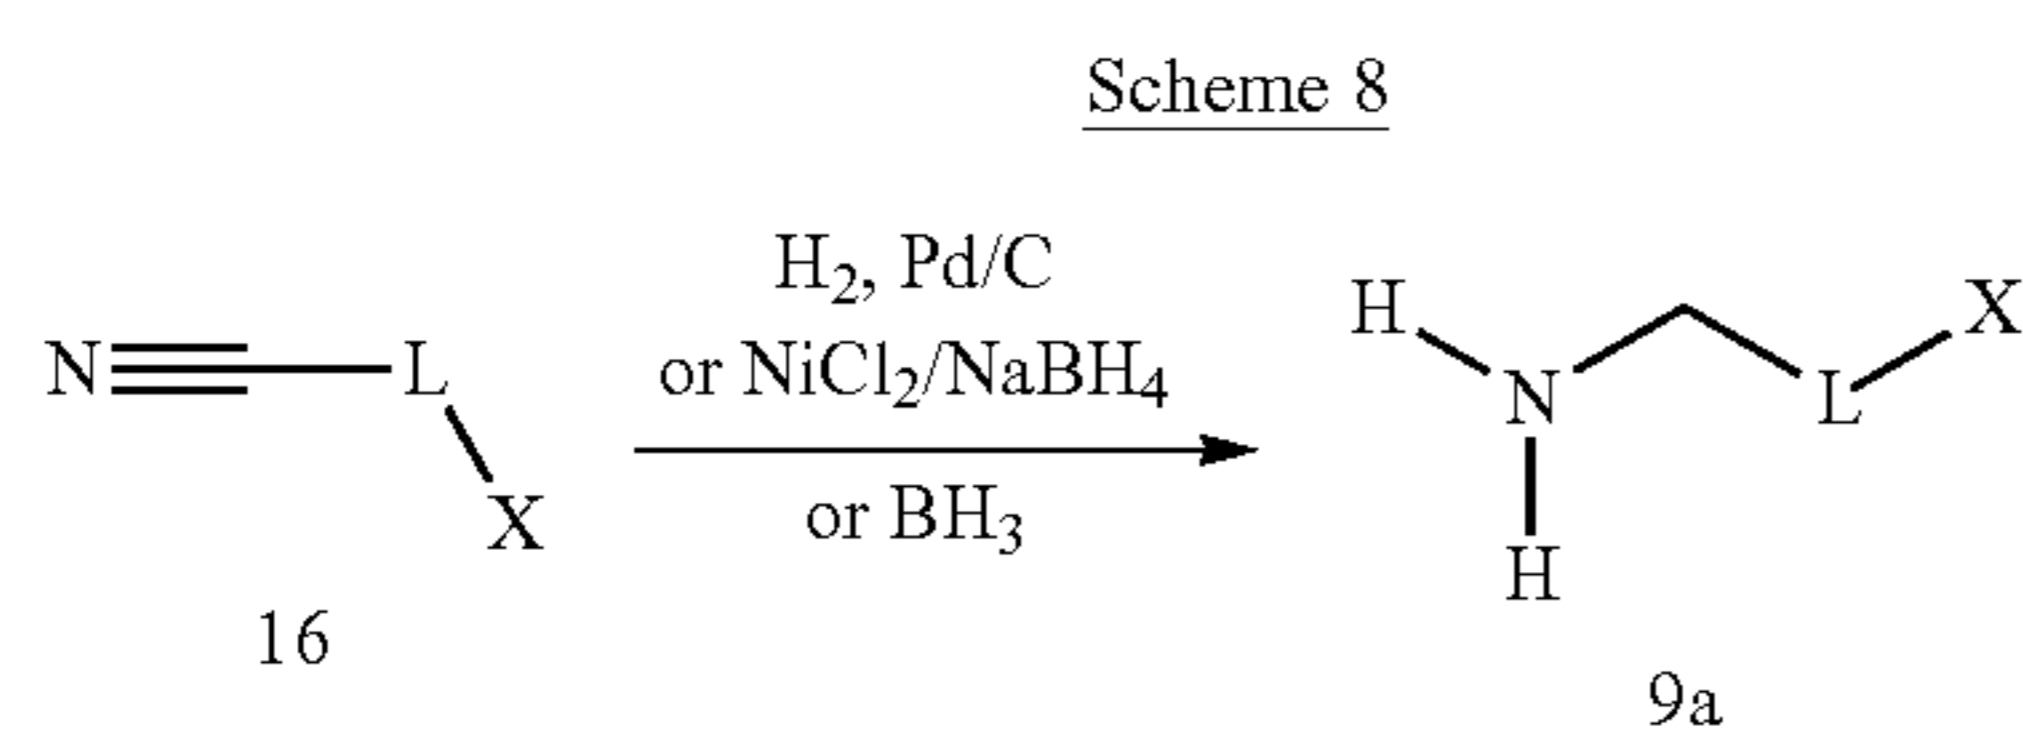 Scheme 8
H₂, Pd/C
or NiCl₂/NaBH₄
or BH₃
N L
X
16
H N L X
H
9a